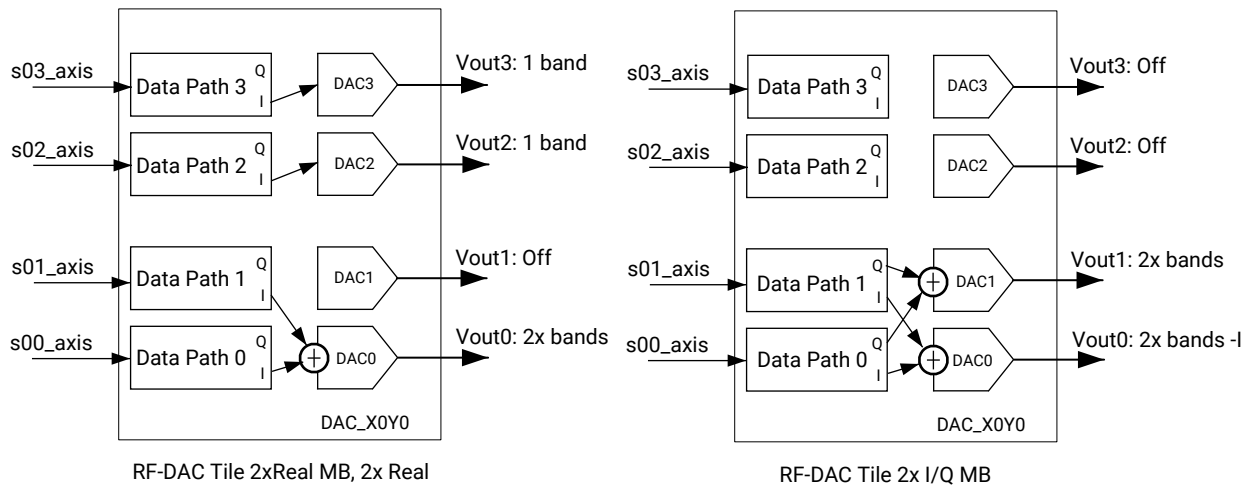 s03_axis
Data Path 3
Q
I
DAC3
Vout3: 1 band
s02_axis
Data Path 2
Q
I
DAC2
Vout2: 1 band
s01_axis
Data Path 1
Q
I
DAC1
Vout1: Off
s00_axis
Data Path 0
Q
I
+
DAC0
Vout0: 2x bands
DAC_X0Y0
RF-DAC Tile 2xReal MB, 2x Real
s03_axis
Data Path 3
Q
I
DAC3
Vout3: Off
s02_axis
Data Path 2
Q
I
DAC2
Vout2: Off
s01_axis
Data Path 1
Q
I
+
DAC1
Vout1: 2x bands
s00_axis
Data Path 0
Q
I
+
DAC0
Vout0: 2x bands -I
DAC_X0Y0
RF-DAC Tile 2x I/Q MB